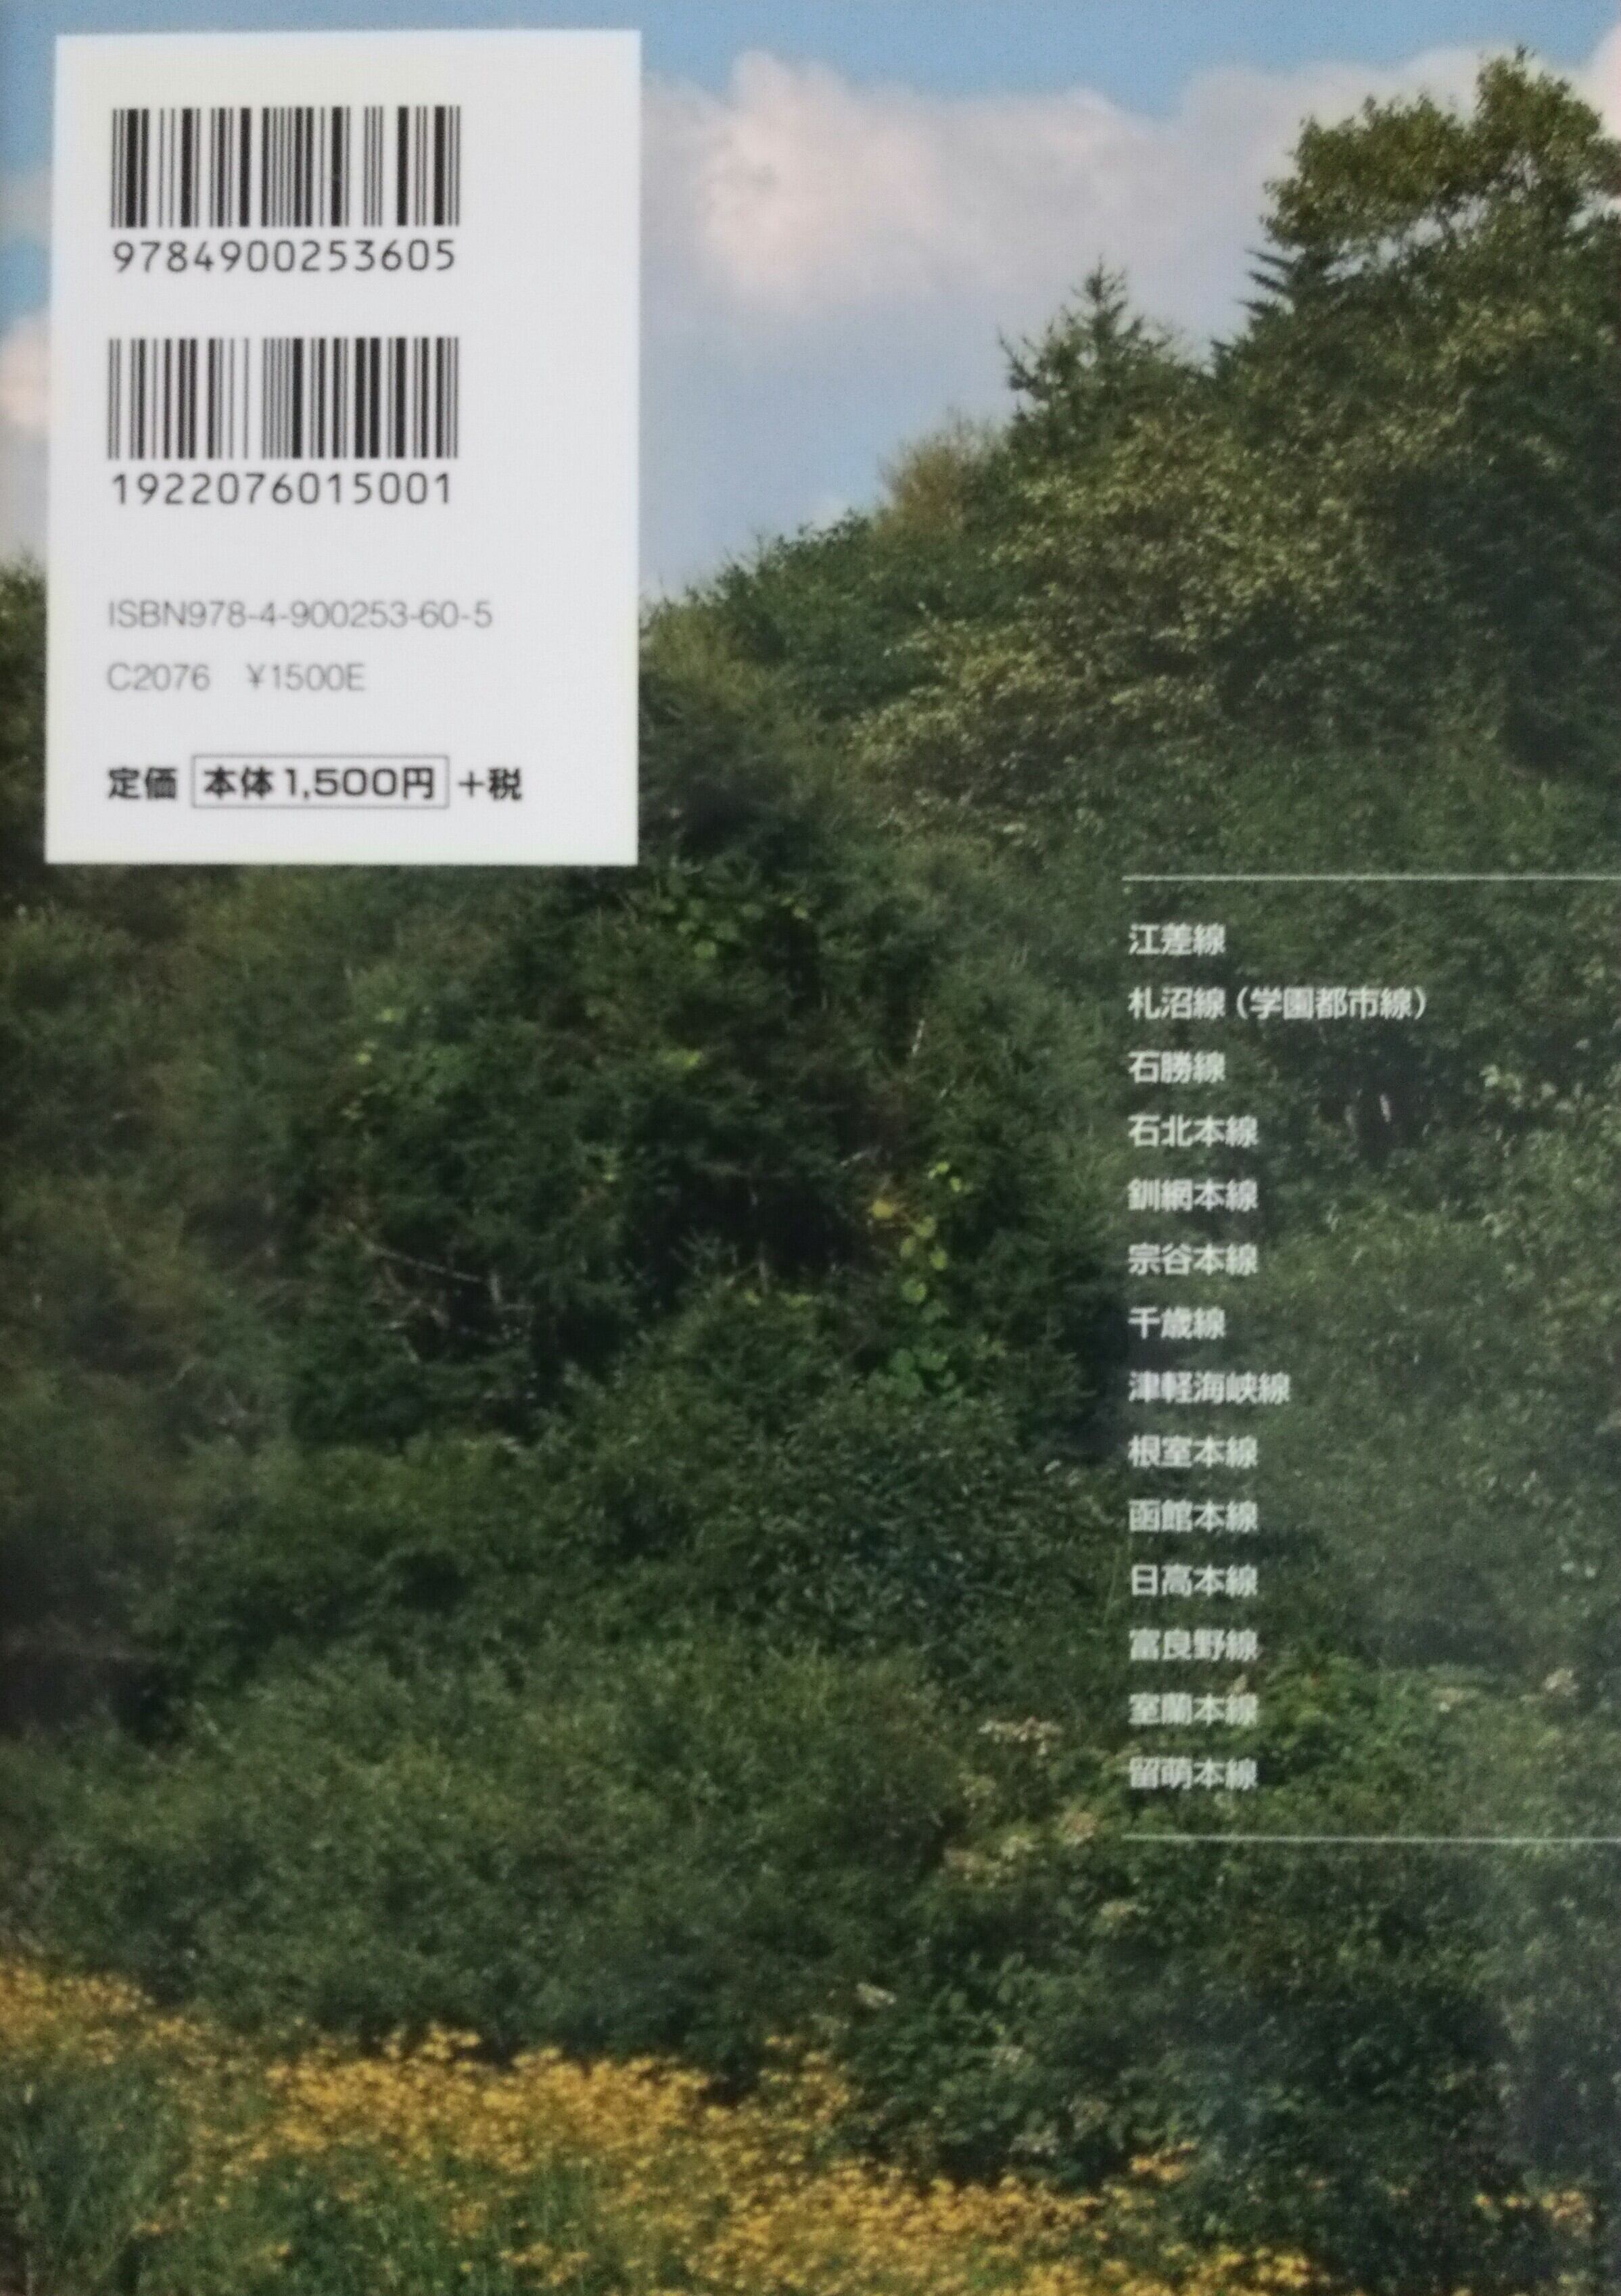 9784900253605
1922076015001
ISBN978-4-900253-60-5
C2076 ¥1500E
定価 本体1,500円 +税
江差線
札沼線（学園都市線）
石勝線
石北本線
釧網本線
宗谷本線
千歳線
津軽海峡線
根室本線
函館本線
日高本線
富良野線
室蘭本線
留萌本線